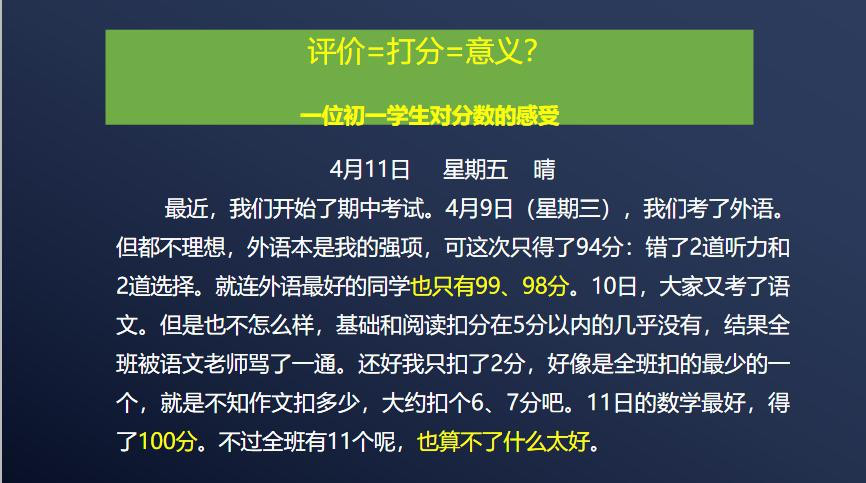 评价=打分=意义？
一位初一学生对分数的感受
4月11日 星期五 晴
最近，我们开始了期中考试。4月9日（星期三），我们考了外语。
但都不理想，外语本是我的强项，可这次只得了94分：错了2道听力和
2道选择。就连外语最好的同学也只有99、98分。10日，大家又考了语
文。但是也不怎么样，基础和阅读扣分在5分以内的几乎没有，结果全
班被语文老师骂了一通。还好我只扣了2分，好像是全班扣的最少的一
个，就是不知作文扣多少，大约扣个6、7分吧。11日的数学最好，得
了100分。不过全班有11个呢，也算不了什么太好。